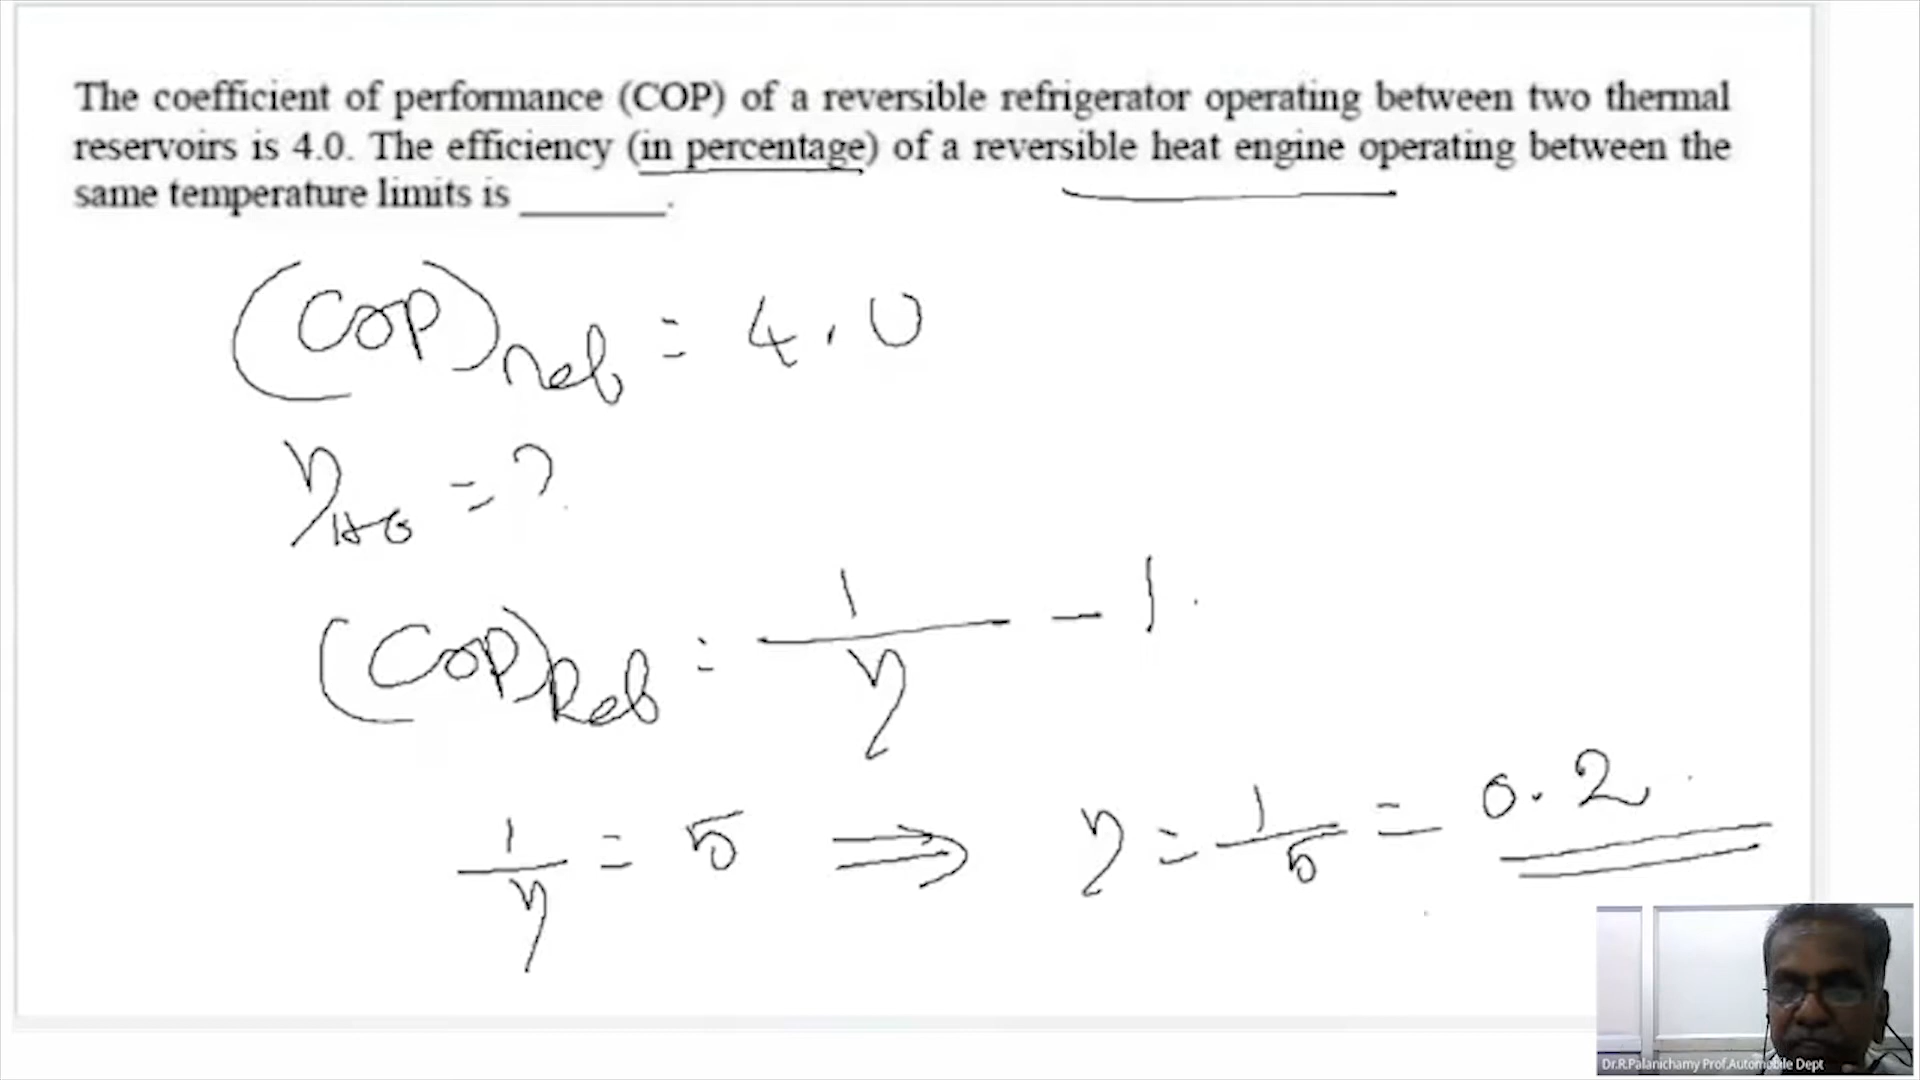 The coefficient of performance (COP) of a reversible refrigerator operating between two thermal
reservoirs is 4.0. The efficiency (in percentage) of a reversible heat engine operating between the
same temperature limits is ________.
(COP)Ref = 4.0
η_HE = ?
(COP)Ref = 1/η - 1
1/η = 5 ⟹ η = 1/5 = 0.2
Dr.R.Palanichamy Prof.Automobile Dept